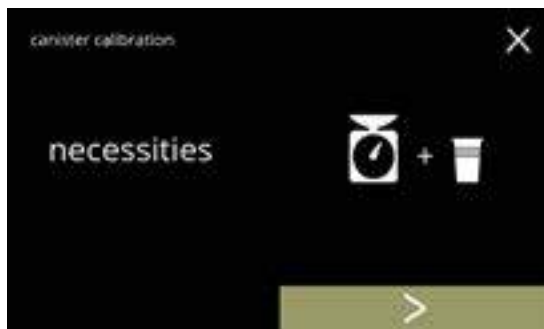 canister calibration
necessities
+
>